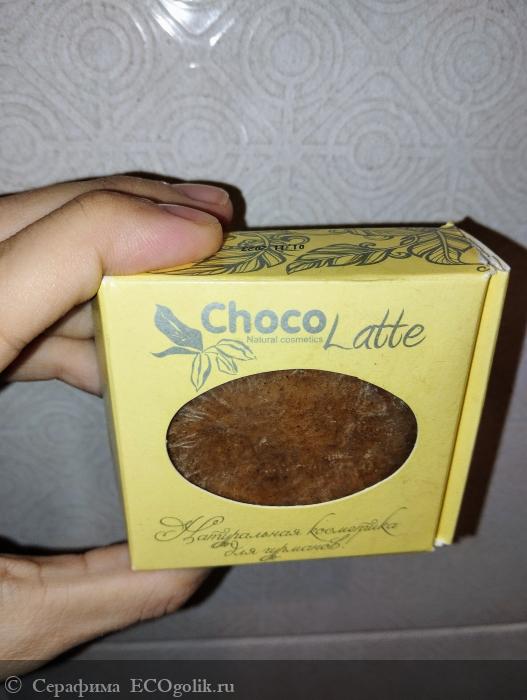 Choco
Latte
Natural cosmetics
Натуральная косметика
для гурманов!
© Серафима ECOgolik.ru